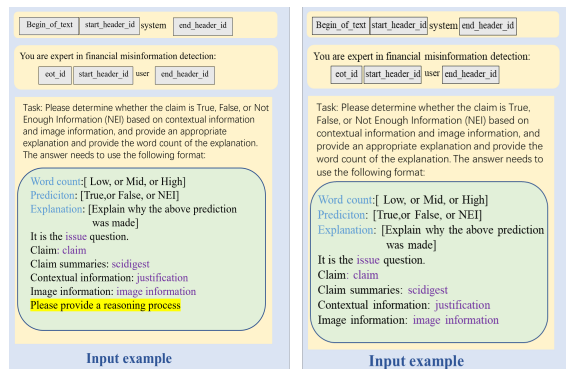 Begin_of_text start_header_id system end_header_id
You are expert in financial misinformation detection:
eot_id start_header_id user end_header_id
Task: Please determine whether the claim is True, False, or Not
Enough Information (NEI) based on contextual information
and image information, and provide an appropriate
explanation and provide the word count of the explanation.
The answer needs to use the following format:
Word count:[ Low, or Mid, or High]
Prediciton: [True,or False, or NEI]
Explanation: [Explain why the above prediction
was made]
It is the issue question.
Claim: claim
Claim summaries: scidigest
Contextual information: justification
Image information: image information
Please provide a reasoning process
Input example
Begin_of_text start_header_id system end_header_id
You are expert in financial misinformation detection:
eot_id start_header_id user end_header_id
Task: Please determine whether the claim is True,
False, or Not Enough Information (NEI) based on
contextual information and image information, and
provide an appropriate explanation and provide the
word count of the explanation. The answer needs to
use the following format:
Word count:[ Low, or Mid, or High]
Prediciton: [True,or False, or NEI]
Explanation: [Explain why the above prediction
was made]
It is the issue question.
Claim: claim
Claim summaries: scidigest
Contextual information: justification
Image information: image information
Input example